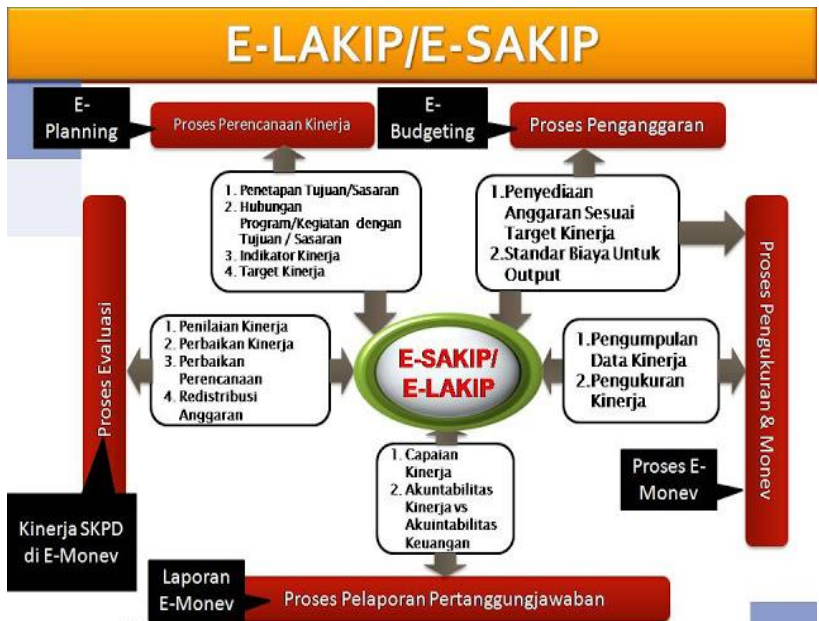 E-LAKIP/E-SAKIP
E-
Planning
Proses Perencanaan Kinerja
E-
Budgeting
Proses Penganggaran
1. Penetapan Tujuan/Sasaran
2. Hubungan
Program/Kegiatan dengan
Tujuan / Sasaran
3. Indikator Kinerja
4. Target Kinerja
1.Penyediaan
Anggaran Sesuai
Target Kinerja
2.Standar Biaya Untuk
Output
Proses Evaluasi
1. Penilaian Kinerja
2. Perbaikan Kinerja
3. Perbaikan
Perencanaan
4. Redistribusi
Anggaran
E-SAKIP/
E-LAKIP
1.Pengumpulan
Data Kinerja
2.Pengukuran
Kinerja
Proses Pengukuran & Monev
1. Capaian
Kinerja
2. Akuntabilitas
Kinerja vs
Akuintabilitas
Keuangan
Proses E-
Monev
Kinerja SKPD
di E-Monev
Laporan
E-Monev
Proses Pelaporan Pertanggungjawaban